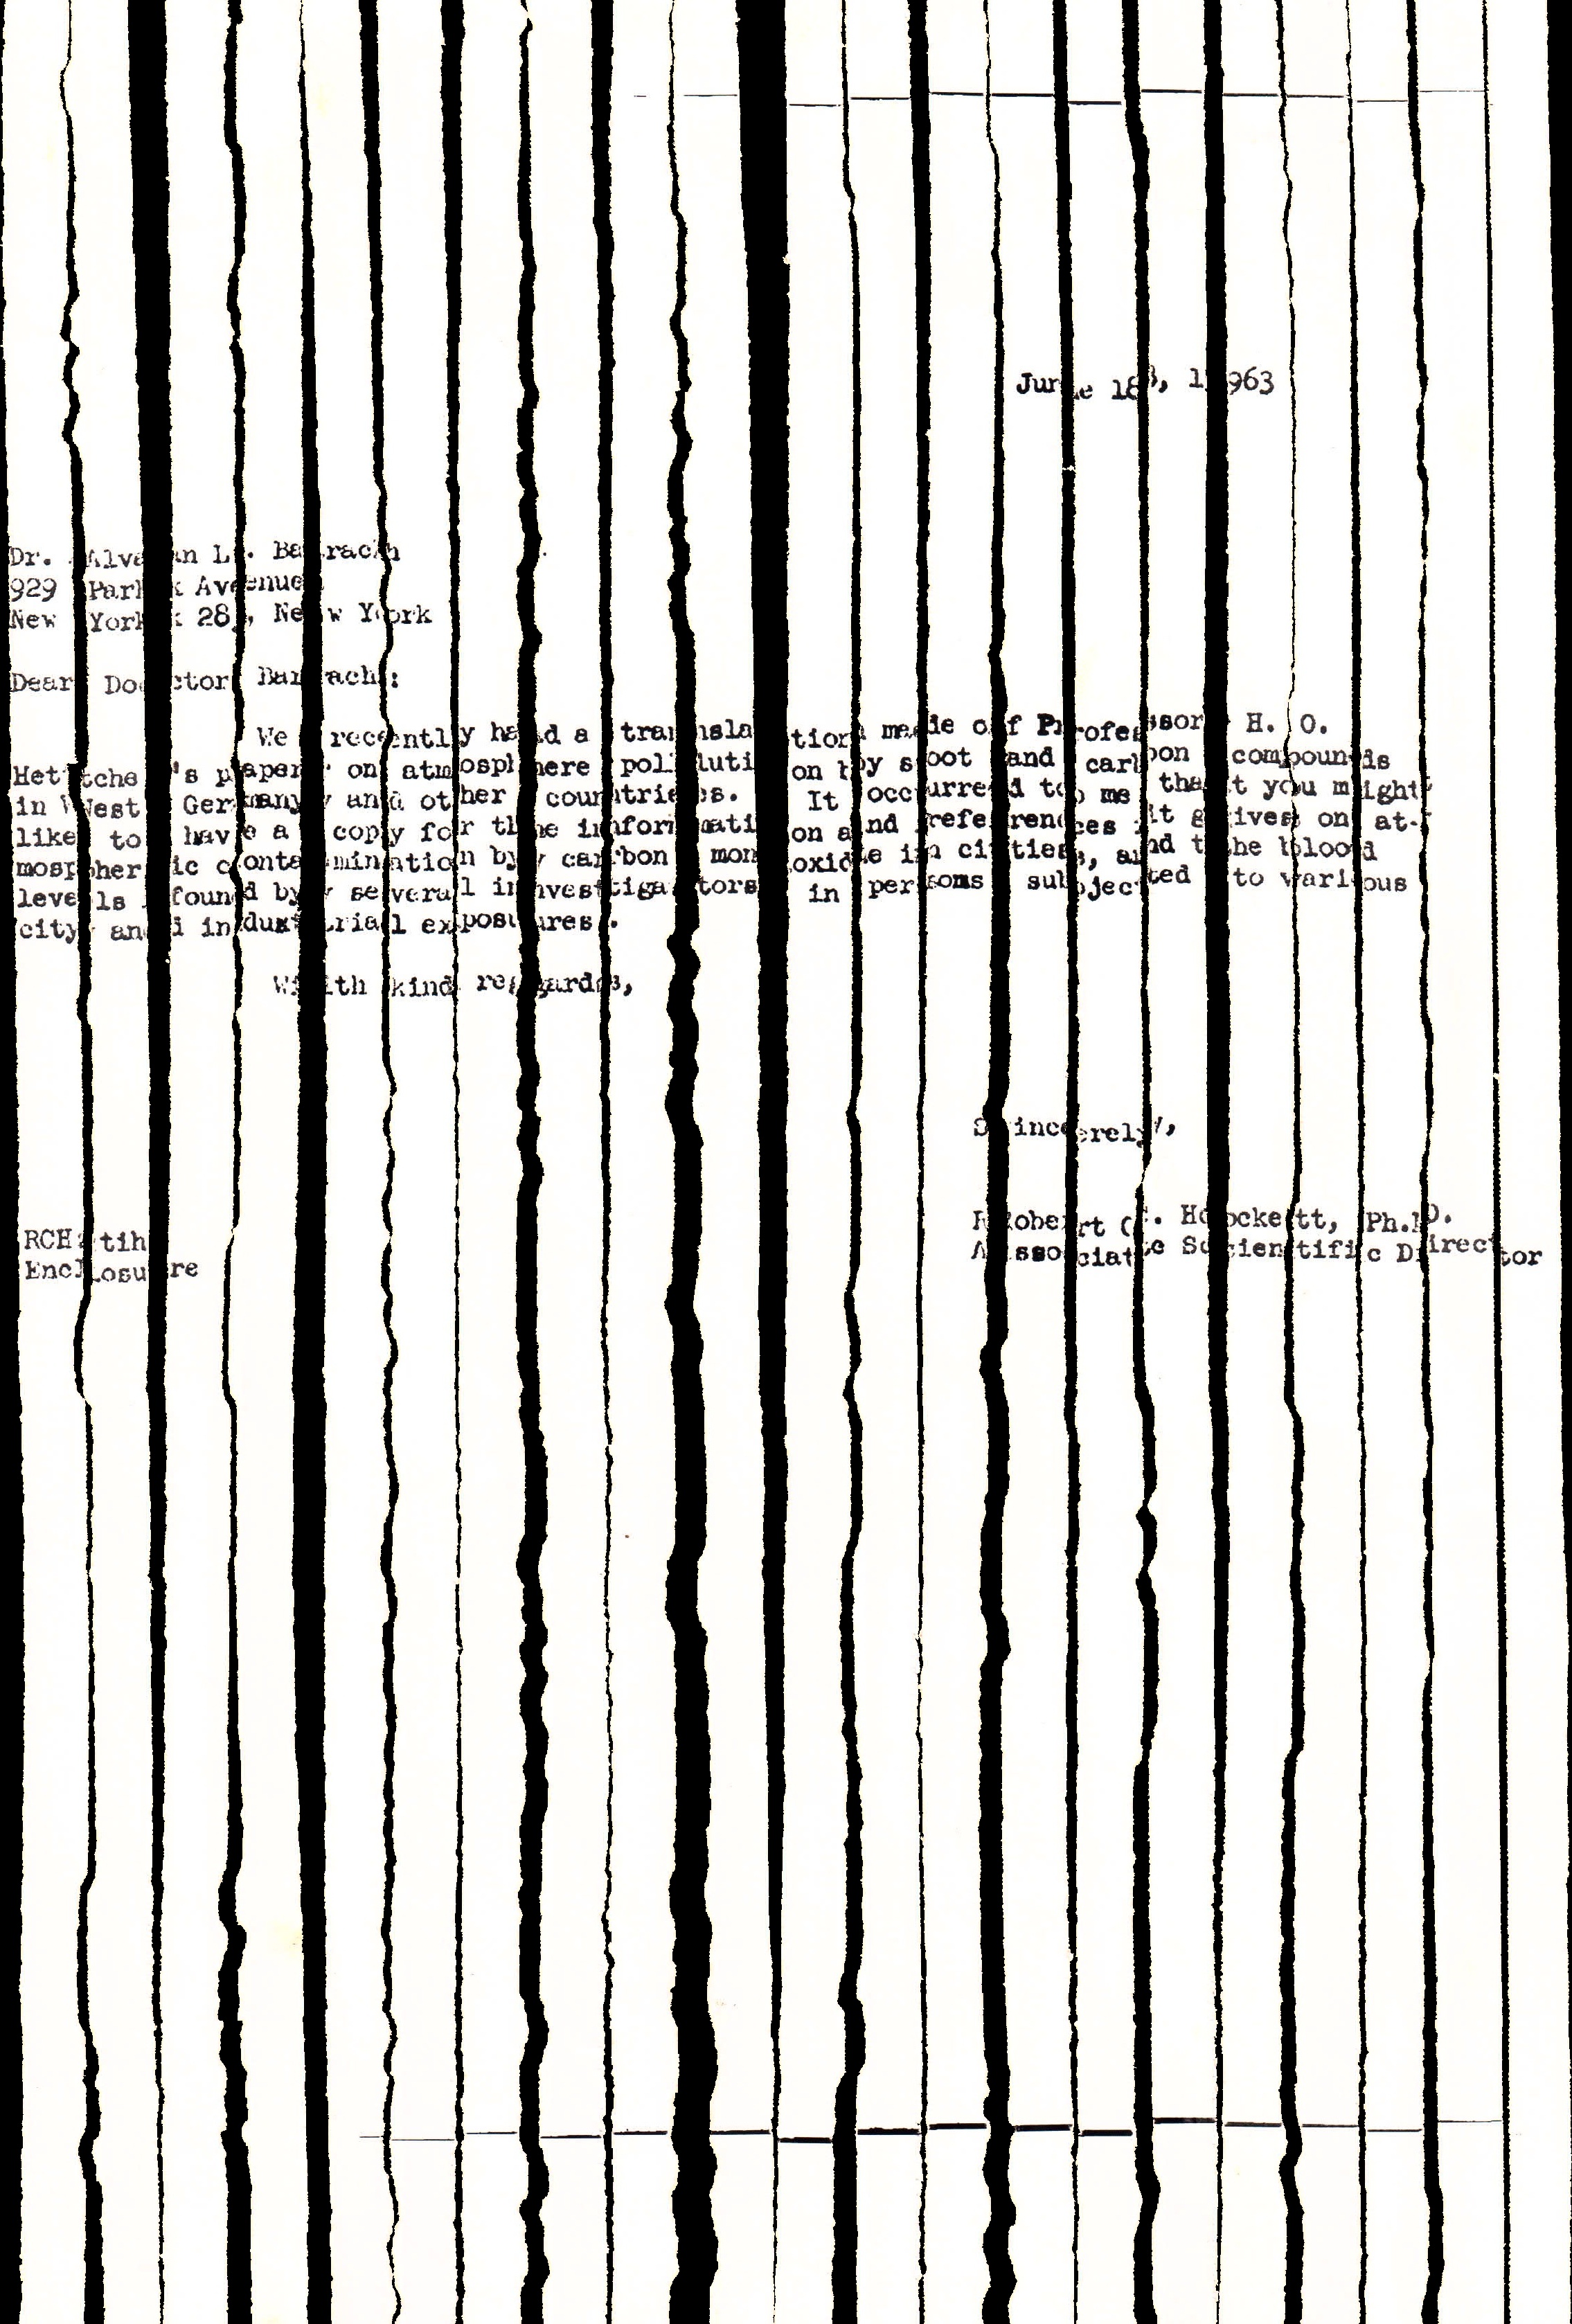 June 18, 1963
Dr. Alvan L. Barach
929 Park Avenue
New York 28, New York
Dear Doctor Barach:
We recently had a translation made of Professor H. O.
Hettche's paper on atmosphere pollution by soot and carbon compounds
in West Germany and other countries. It occurred to me that you might
like to have a copy for the information and references it gives on at-
mospheric contamination by carbon monoxide in cities, and the blood
levels found by several investigators in persons subjected to various
city and industrial exposures.
With kind regards,
Sincerely,
Robert C. Hockett, Ph.D.
Associate Scientific Director
RCH:tih
Enclosure